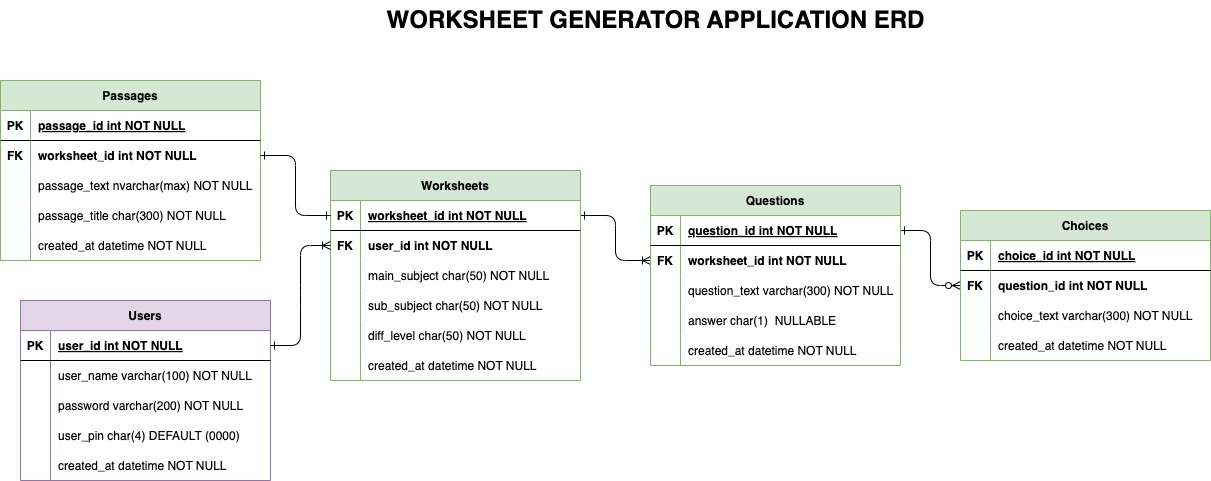 WORKSHEET GENERATOR APPLICATION ERD
Passages
PK passage_id int NOT NULL
FK worksheet_id int NOT NULL
passage_text nvarchar(max) NOT NULL
passage_title char(300) NOT NULL
created_at datetime NOT NULL
Users
PK user_id int NOT NULL
user_name varchar(100) NOT NULL
password varchar(200) NOT NULL
user_pin char(4) DEFAULT (0000)
created_at datetime NOT NULL
Worksheets
PK worksheet_id int NOT NULL
FK user_id int NOT NULL
main_subject char(50) NOT NULL
sub_subject char(50) NOT NULL
diff_level char(50) NOT NULL
created_at datetime NOT NULL
Questions
PK question_id int NOT NULL
FK worksheet_id int NOT NULL
question_text varchar(300) NOT NULL
answer char(1)  NULLABLE
created_at datetime NOT NULL
Choices
PK choice_id int NOT NULL
FK question_id int NOT NULL
choice_text varchar(300) NOT NULL
created_at datetime NOT NULL